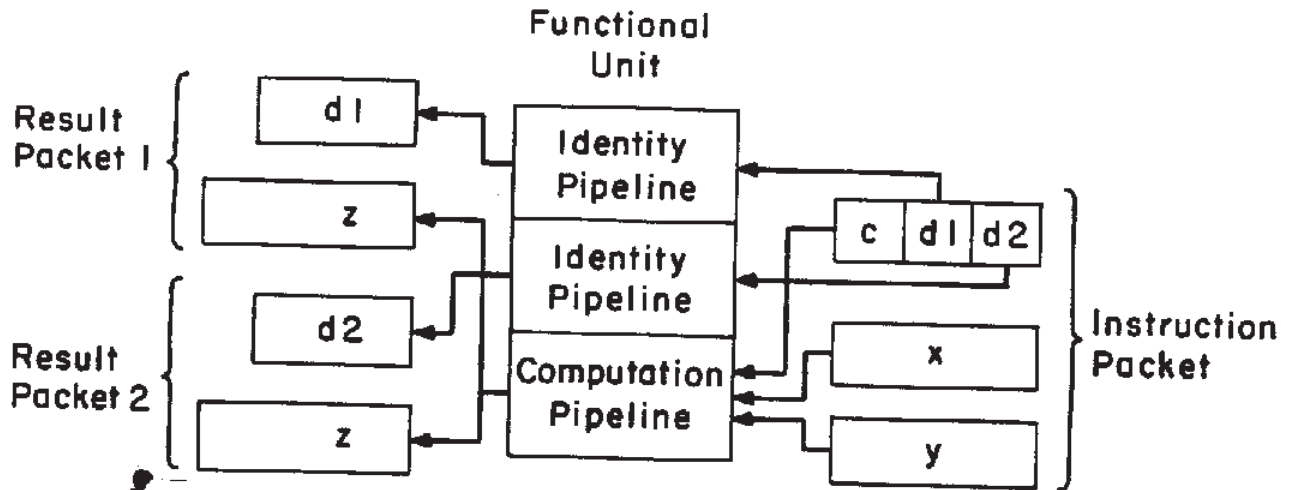 Functional
Unit
Result
Packet 1
d1
z
Identity
Pipeline
c d1 d2
Identity
Pipeline
Result
Packet 2
d2
z
Computation
Pipeline
x
y
Instruction
Packet